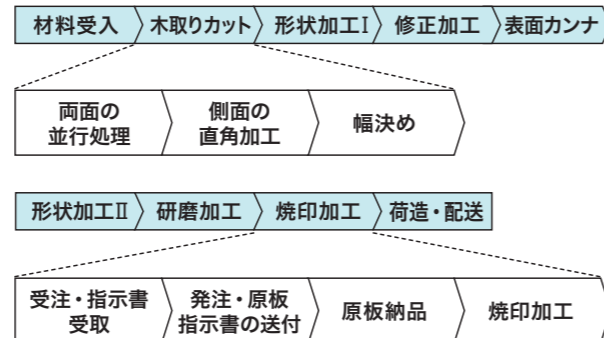 材料受入 木取りカット 形状加工Ⅰ 修正加工 表面カンナ
両面の 側面の 幅決め
並行処理 直角加工
形状加工Ⅱ 研磨加工 焼印加工 荷造・配送
受注・指示書 発注・原板 原板納品 焼印加工
受取 指示書の送付